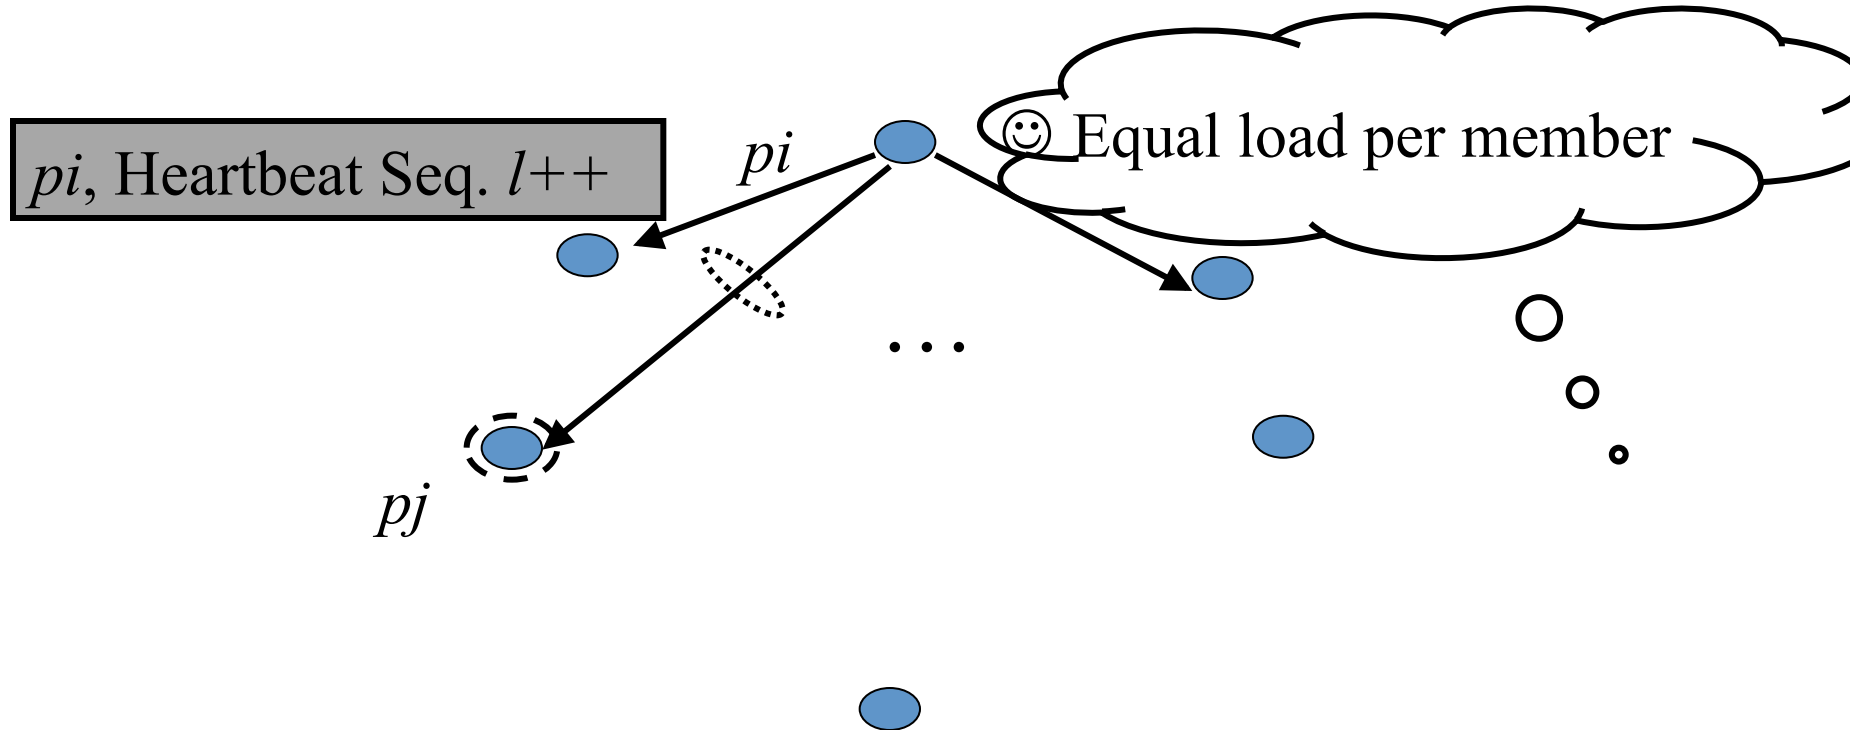 pi, Heartbeat Seq. l++
pi
☺ Equal load per member
…
pj